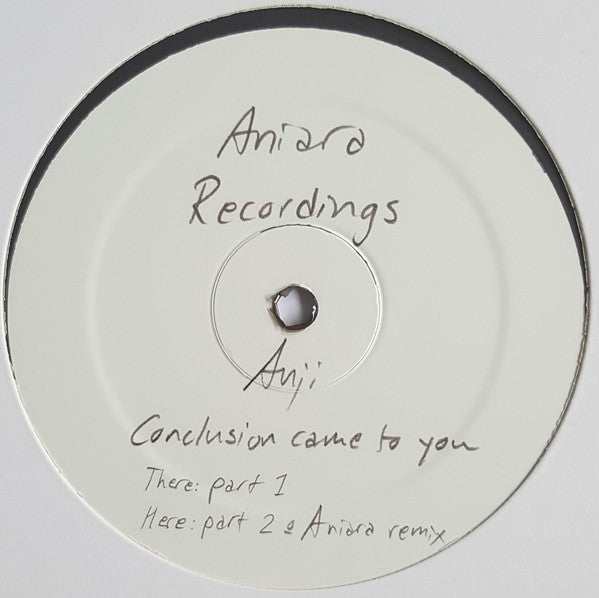 Aniara
Recordings
Anji
Conclusion came to you
There: part 1
Here: part 2 o Aniara remix